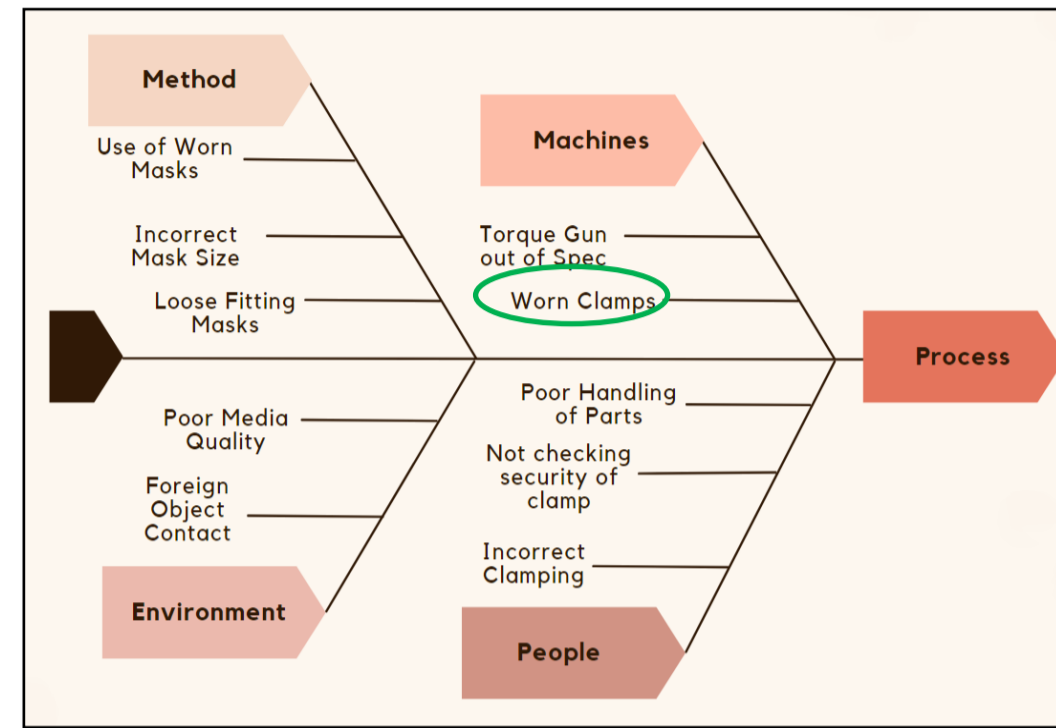 Method
Use of Worn
Masks
Incorrect
Mask Size
Loose Fitting
Masks
Machines
Torque Gun
out of Spec
Worn Clamps
Process
Poor Media
Quality
Foreign
Object
Contact
Environment
Poor Handling
of Parts
Not checking
security of
clamp
Incorrect
Clamping
People